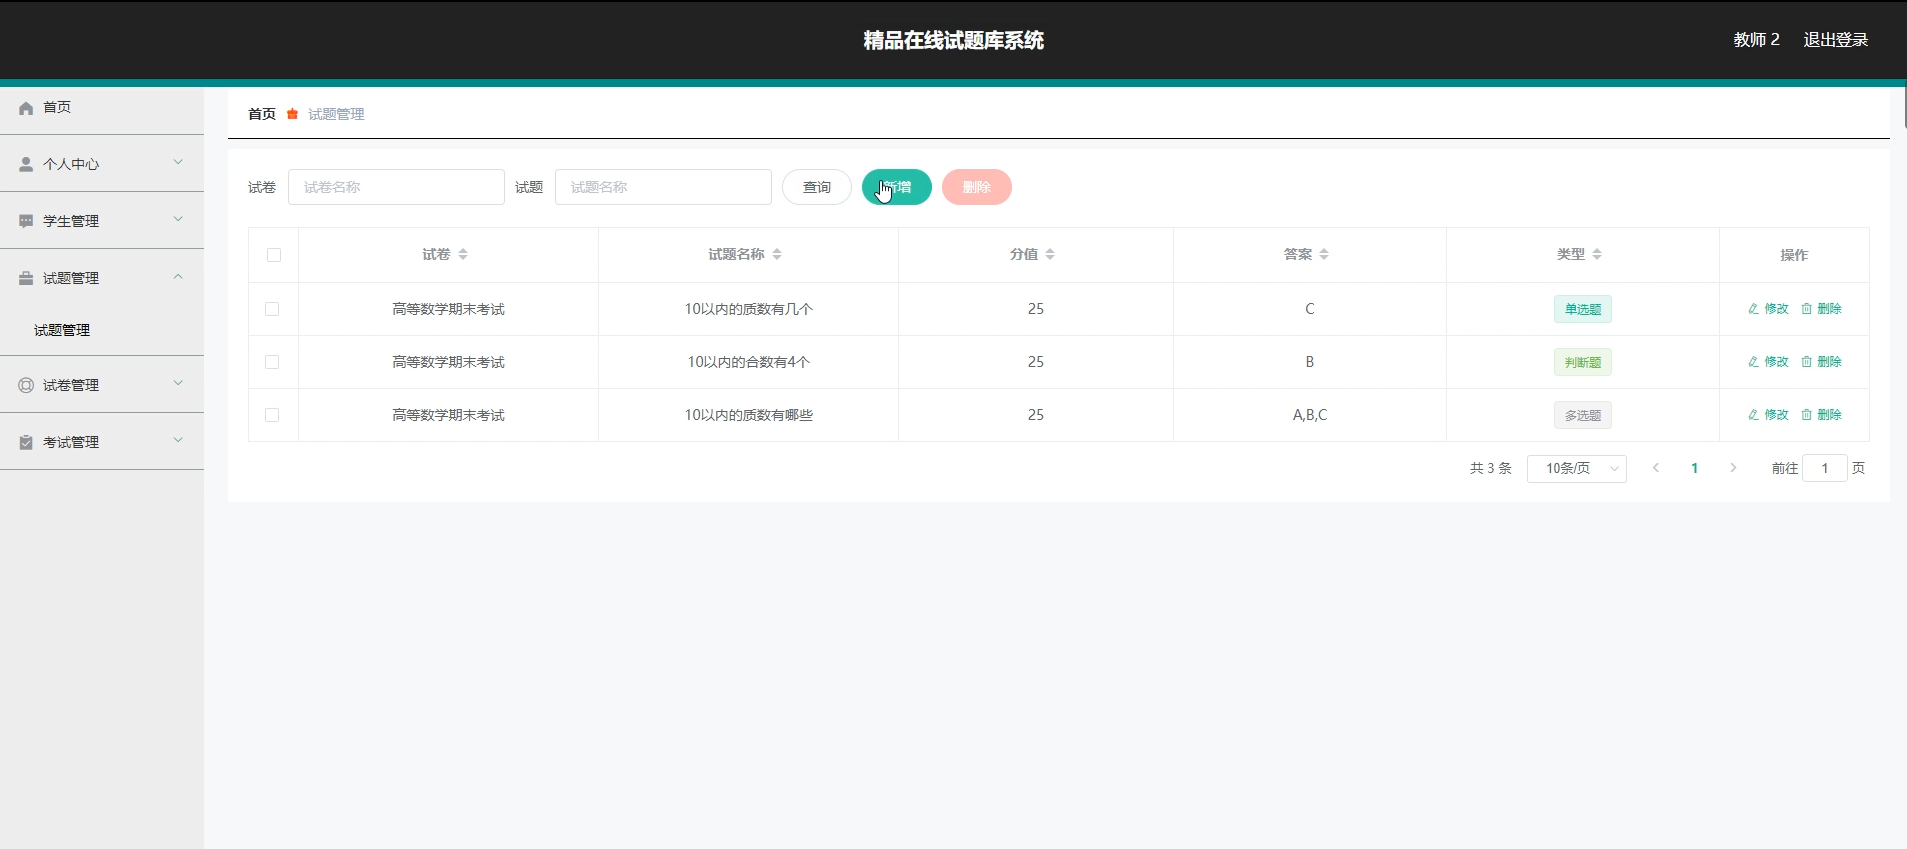 精品在线试题库系统
教师 2 退出登录
首页
个人中心
学生管理
试题管理
试题管理
试卷管理
考试管理
首页 试题管理
试卷 试卷名称 试题 试题名称 查询 增 删除
试卷 试题名称 分值 答案 类型 操作
高等数学期末考试 10以内的质数有几个 25 C 单选题 修改 删除
高等数学期末考试 10以内的合数有4个 25 B 判断题 修改 删除
高等数学期末考试 10以内的质数有哪些 25 A,B,C 多选题 修改 删除
共 3 条 10条/页 1 前往 1 页